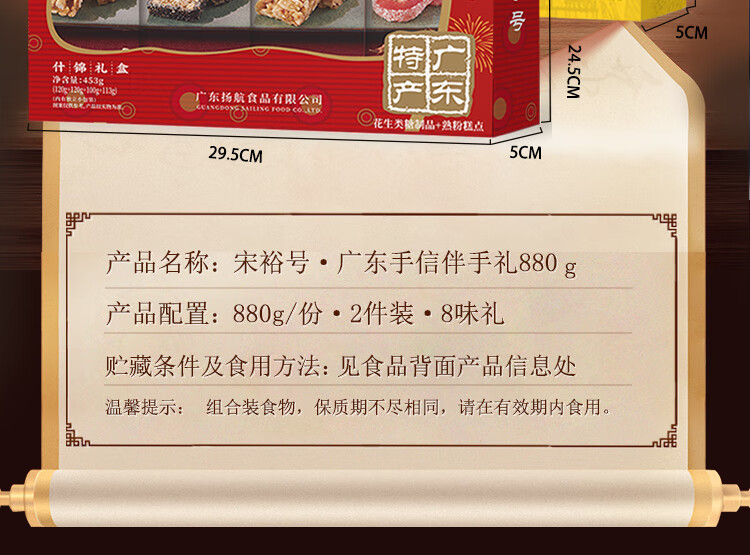 号
5CM
24.5CM
什锦礼盒
净含量:453g
(120g+120g+100g+113g)
特产
广东
广东扬航食品有限公司
GUANGDONG SAILING FOOD CO., LTD.
花生类糖制品+熟粉糕点
29.5CM
5CM
产品名称：宋裕号·广东手信伴手礼880 g
产品配置：880g/份·2件装·8味礼
贮藏条件及食用方法：见食品背面产品信息处
温馨提示： 组合装食物，保质期不尽相同，请在有效期内食用。